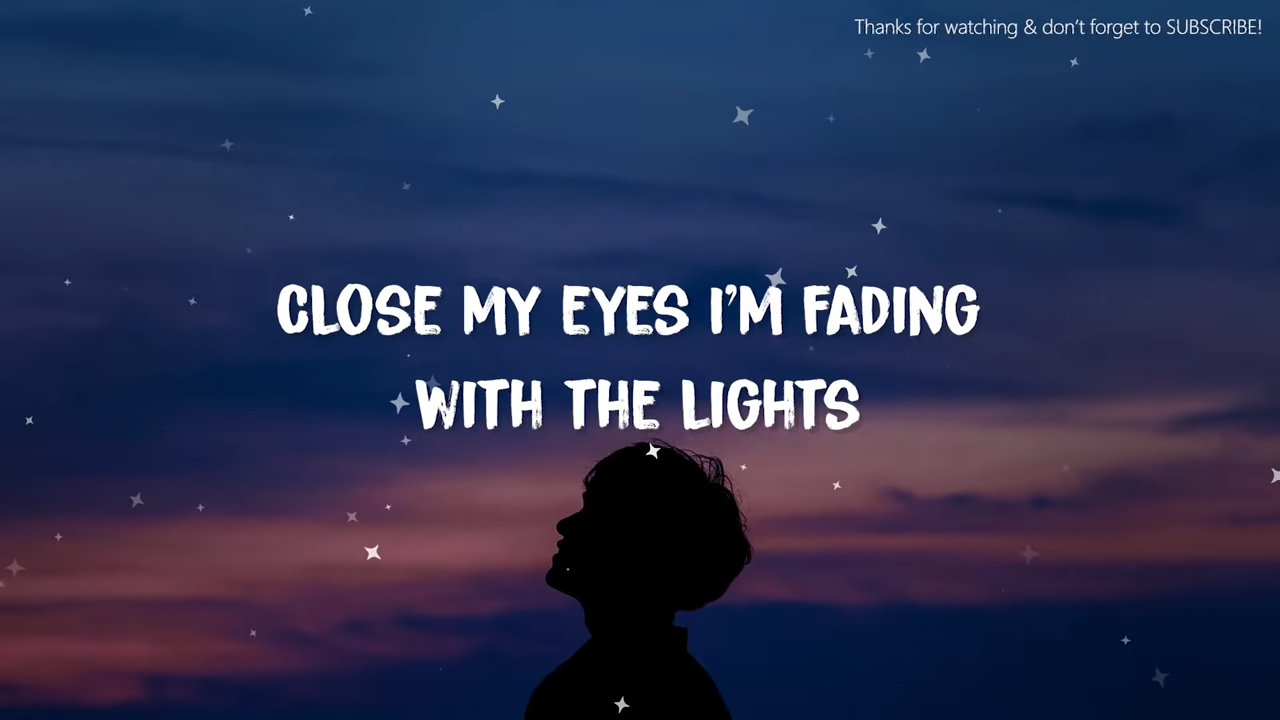 Thanks for watching & don't forget to SUBSCRIBE!
CLOSE MY EYES I'M FADING
WITH THE LIGHTS